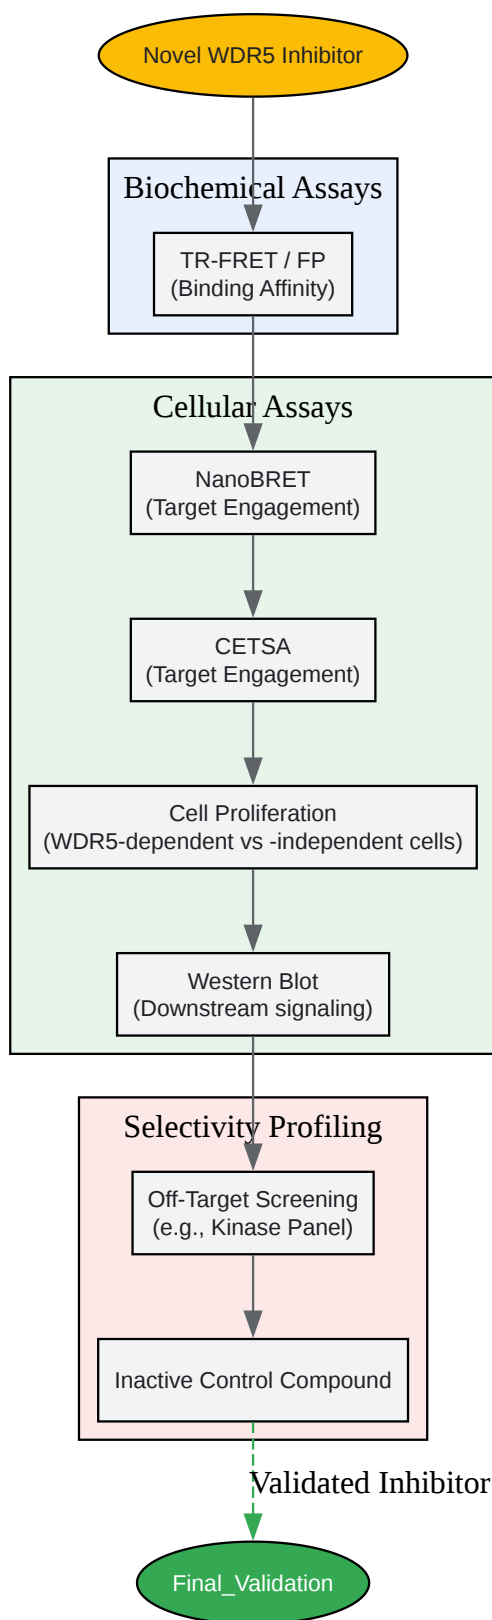 Novel WDR5 Inhibitor
Biochemical Assays
TR-FRET / FP
(Binding Affinity)
Cellular Assays
NanoBRET
(Target Engagement)
CETSA
(Target Engagement)
Cell Proliferation
(WDR5-dependent vs -independent cells)
Western Blot
(Downstream signaling)
Selectivity Profiling
Off-Target Screening
(e.g., Kinase Panel)
Inactive Control Compound
Validated Inhibitor
Final_Validation